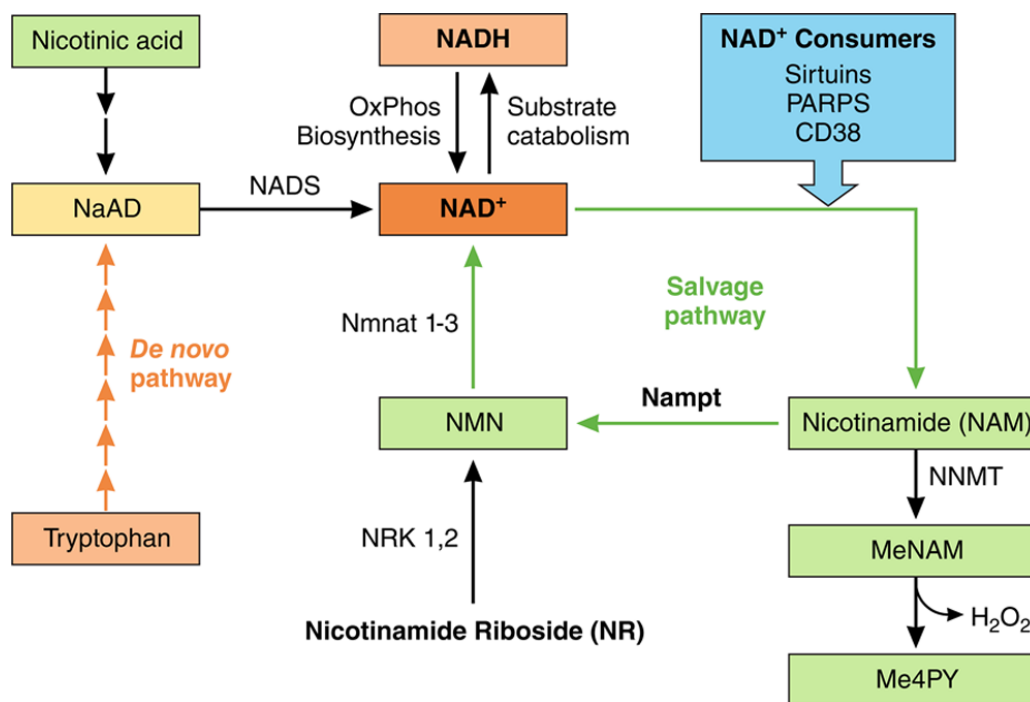 Nicotinic acid
NADH
NAD⁺ Consumers
Sirtuins
PARPS
CD38
OxPhos
Biosynthesis
Substrate
catabolism
NaAD
NADS
NAD⁺
Salvage
pathway
Nmnat 1-3
De novo
pathway
Nampt
NMN
Nicotinamide (NAM)
NNMT
Tryptophan
NRK 1,2
MeNAM
H₂O₂
Nicotinamide Riboside (NR)
Me4PY